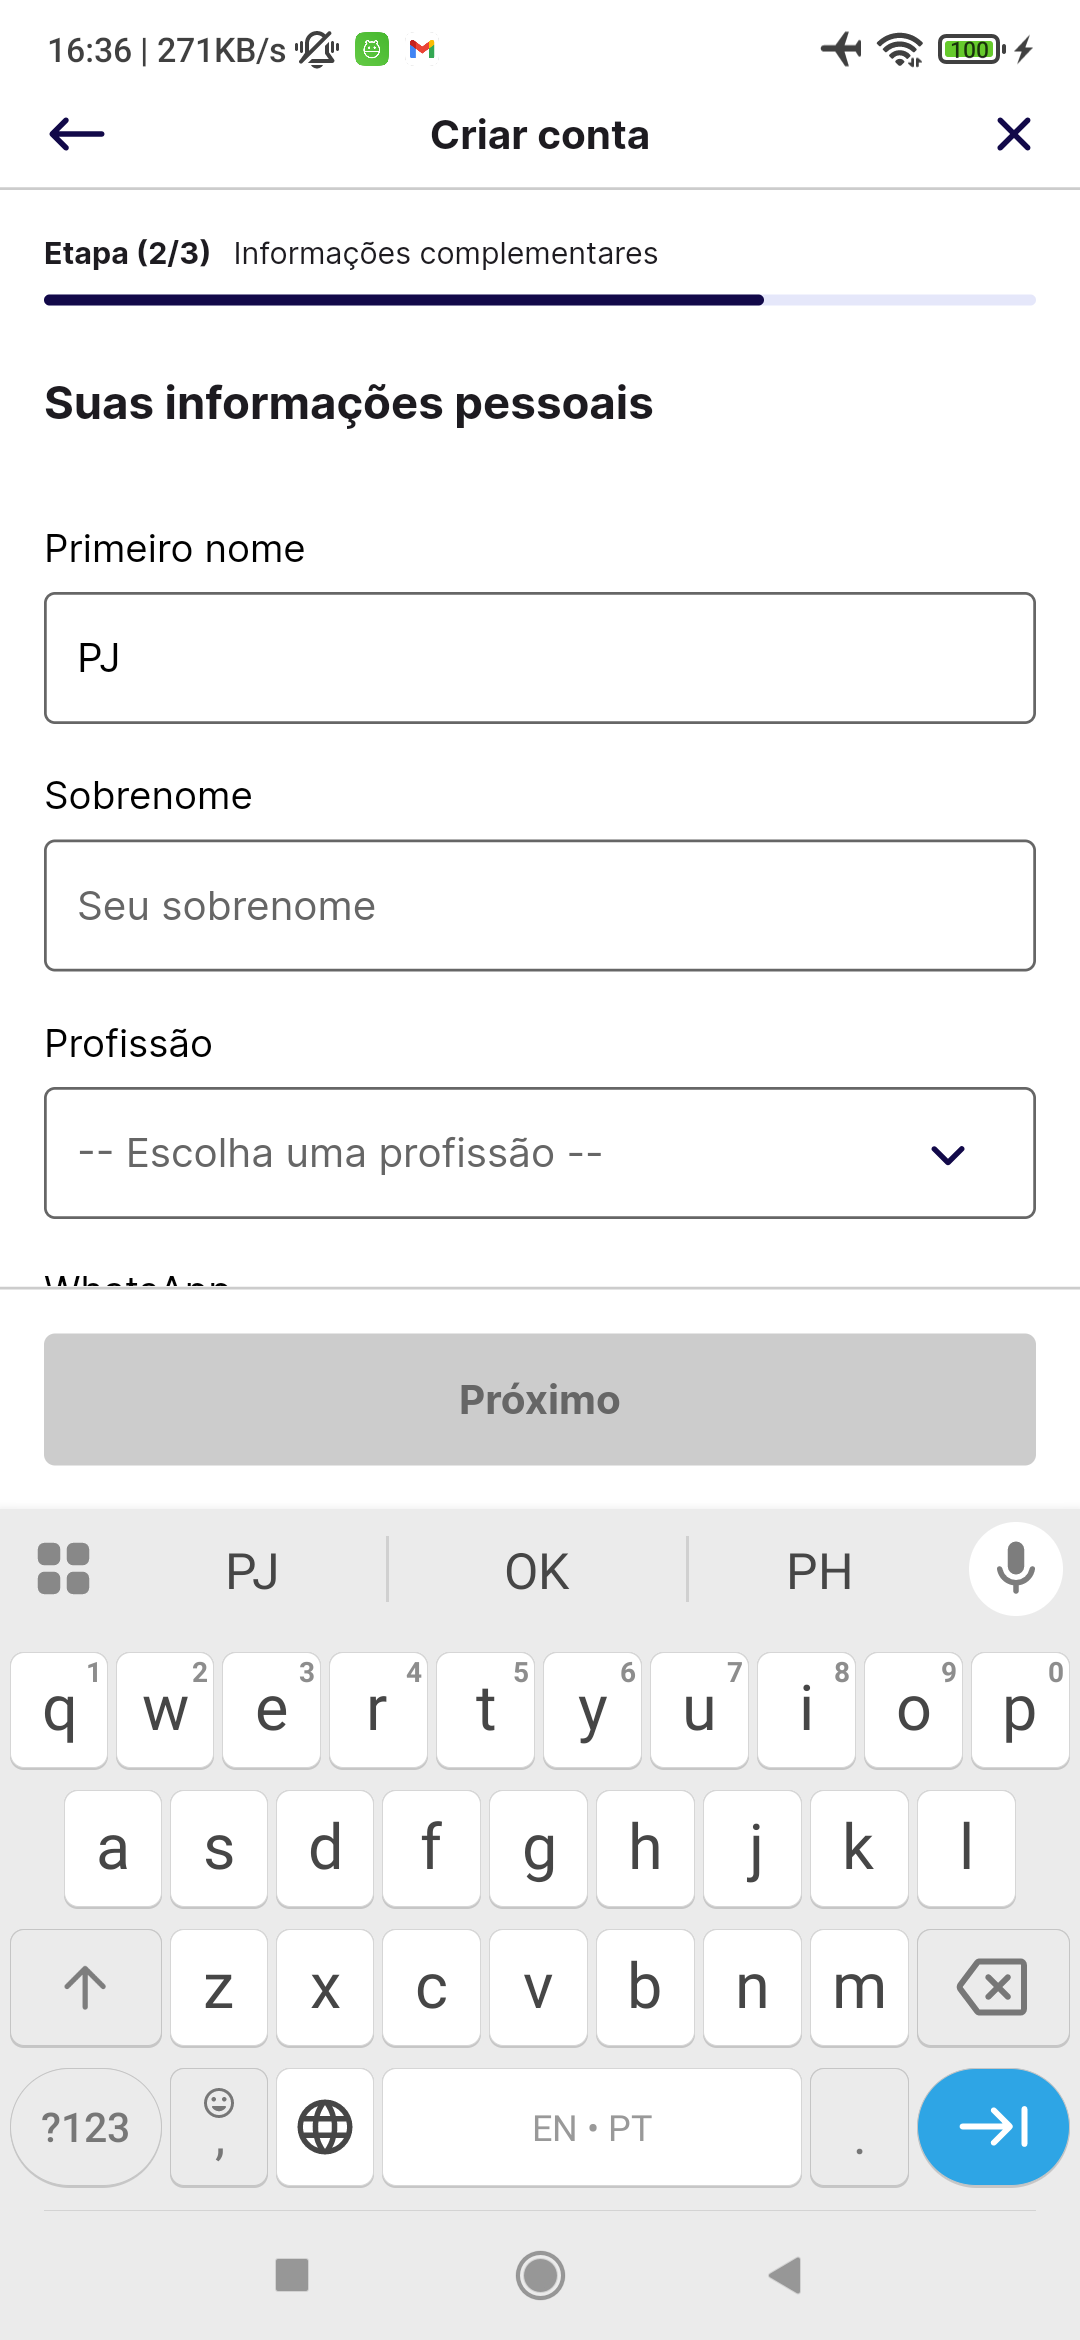 16:36 | 271KB/s 100
Criar conta
Etapa (2/3) Informações complementares
Suas informações pessoais
Primeiro nome
PJ
Sobrenome
Seu sobrenome
Profissão
-- Escolha uma profissão --
WhatsApp
Próximo
PJ OK PH
q 1 w 2 e 3 r 4 t 5 y 6 u 7 i 8 o 9 p 0
a s d f g h j k l
z x c v b n m
?123 , EN • PT .